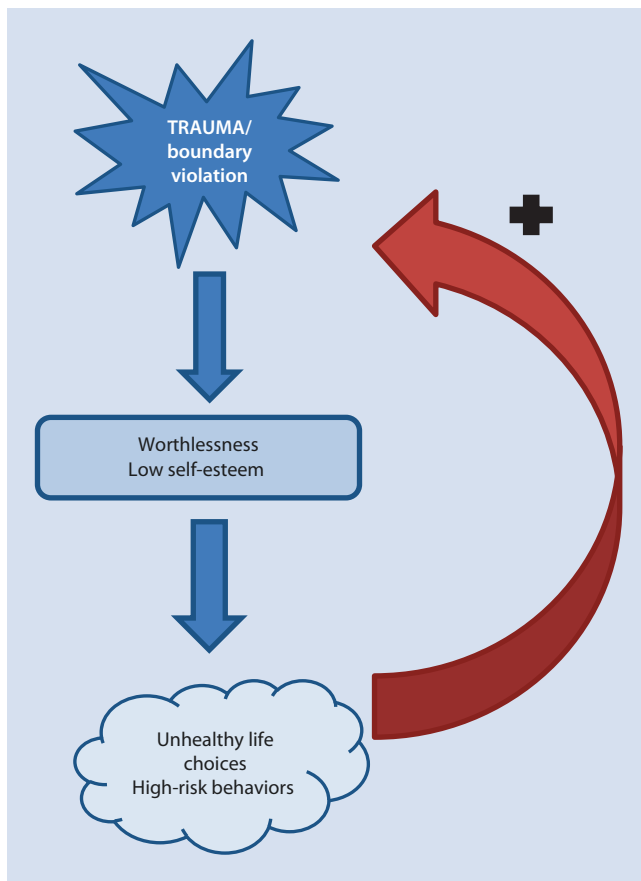 TRAUMA/
boundary
violation
Worthlessness
Low self-esteem
Unhealthy life
choices
High-risk behaviors